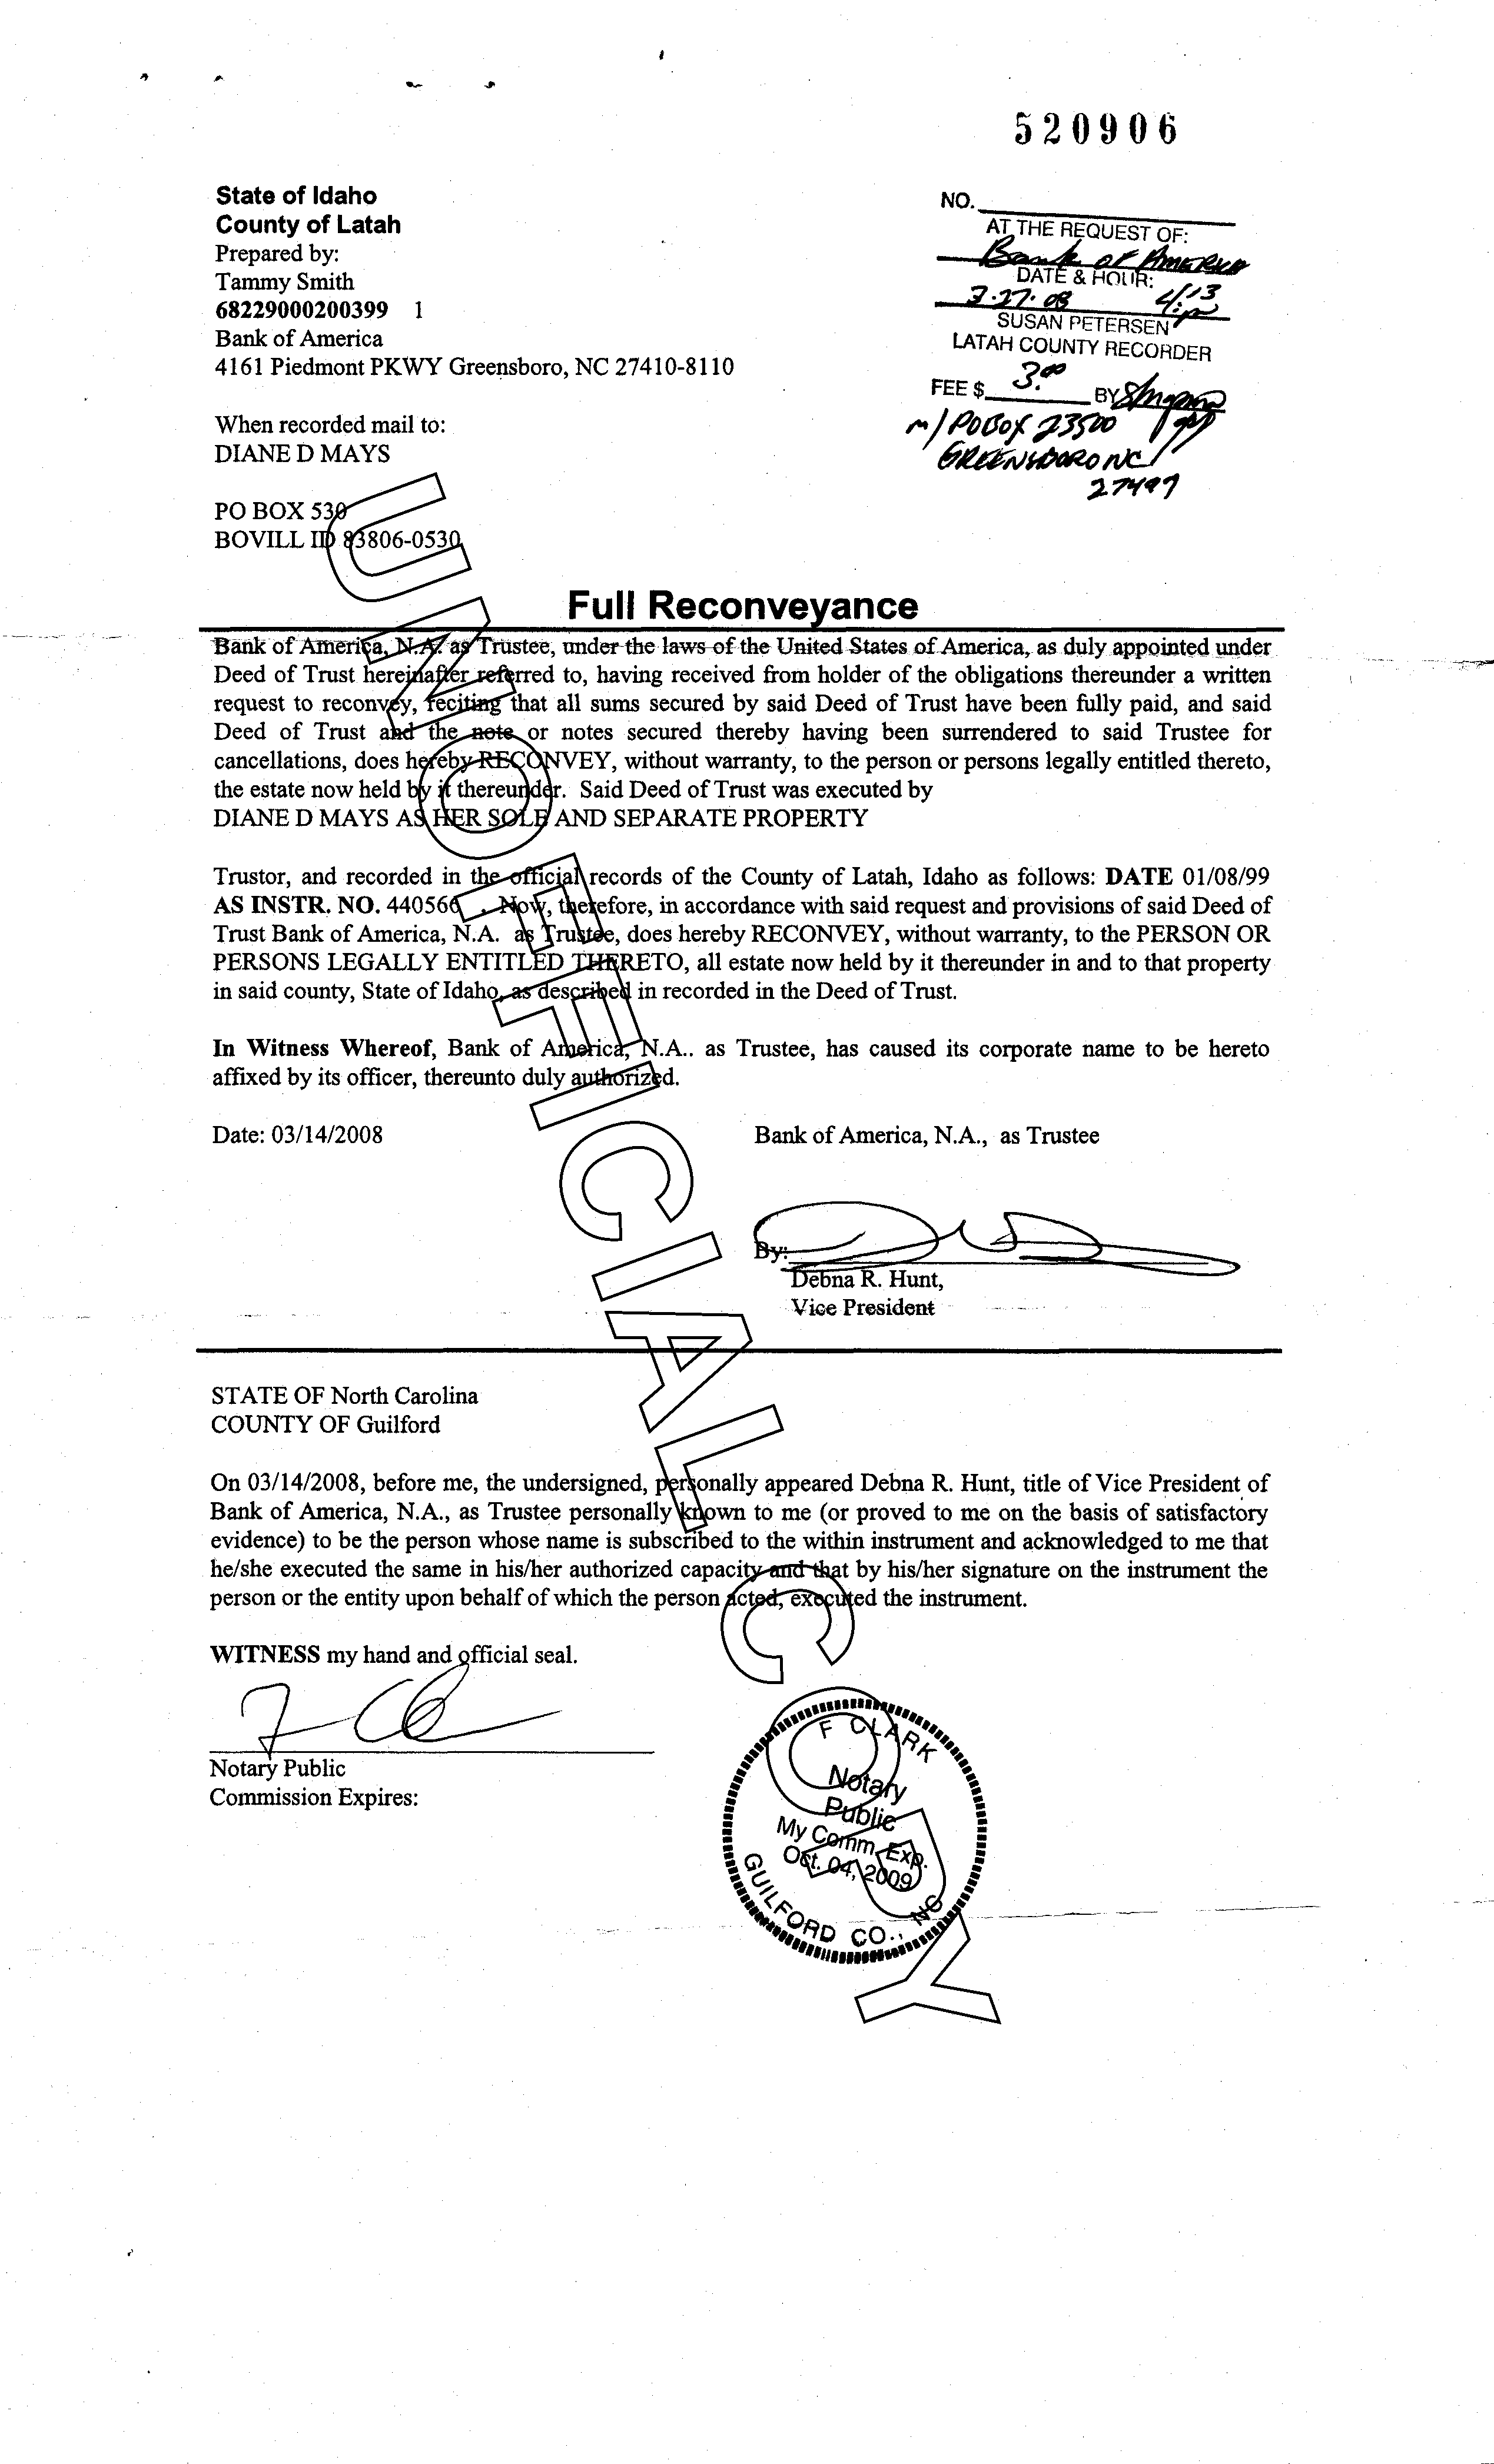 520906
State of Idaho
County of Latah
Prepared by:
Tammy Smith
68229000200399 1
Bank of America
4161 Piedmont PKWY Greensboro, NC 27410-8110
When recorded mail to:
DIANE D MAYS
PO BOX 530
BOVILL ID 83806-0530
NO.
AT THE REQUEST OF:
Bank of America
DATE & HOUR:
3.27.08 4:13
SUSAN PETERSEN
LATAH COUNTY RECORDER
FEE $ 3.00 BY
m/ PO Box 23500
GREENSBORO NC
27497
Full Reconveyance
Bank of America, N.A. as Trustee, under the laws of the United States of America, as duly appointed under
Deed of Trust hereinafter referred to, having received from holder of the obligations thereunder a written
request to reconvey, reciting that all sums secured by said Deed of Trust have been fully paid, and said
Deed of Trust and the note or notes secured thereby having been surrendered to said Trustee for
cancellations, does hereby RECONVEY, without warranty, to the person or persons legally entitled thereto,
the estate now held by it thereunder. Said Deed of Trust was executed by
DIANE D MAYS AS HER SOLE AND SEPARATE PROPERTY
Trustor, and recorded in the official records of the County of Latah, Idaho as follows: DATE 01/08/99
AS INSTR. NO. 440566 . Now, therefore, in accordance with said request and provisions of said Deed of
Trust Bank of America, N.A. as Trustee, does hereby RECONVEY, without warranty, to the PERSON OR
PERSONS LEGALLY ENTITLED THERETO, all estate now held by it thereunder in and to that property
in said county, State of Idaho, as described in recorded in the Deed of Trust.
In Witness Whereof, Bank of America, N.A.. as Trustee, has caused its corporate name to be hereto
affixed by its officer, thereunto duly authorized.
Date: 03/14/2008
Bank of America, N.A., as Trustee
By:
Debna R. Hunt,
Vice President
STATE OF North Carolina
COUNTY OF Guilford
On 03/14/2008, before me, the undersigned, personally appeared Debna R. Hunt, title of Vice President of
Bank of America, N.A., as Trustee personally known to me (or proved to me on the basis of satisfactory
evidence) to be the person whose name is subscribed to the within instrument and acknowledged to me that
he/she executed the same in his/her authorized capacity and that by his/her signature on the instrument the
person or the entity upon behalf of which the person acted, executed the instrument.
WITNESS my hand and official seal.
Notary Public
Commission Expires:
F CLARK
Notary
Public
My Comm. Exp.
Oct. 04, 2009
GUILFORD CO., NC
UNOFFICIAL COPY